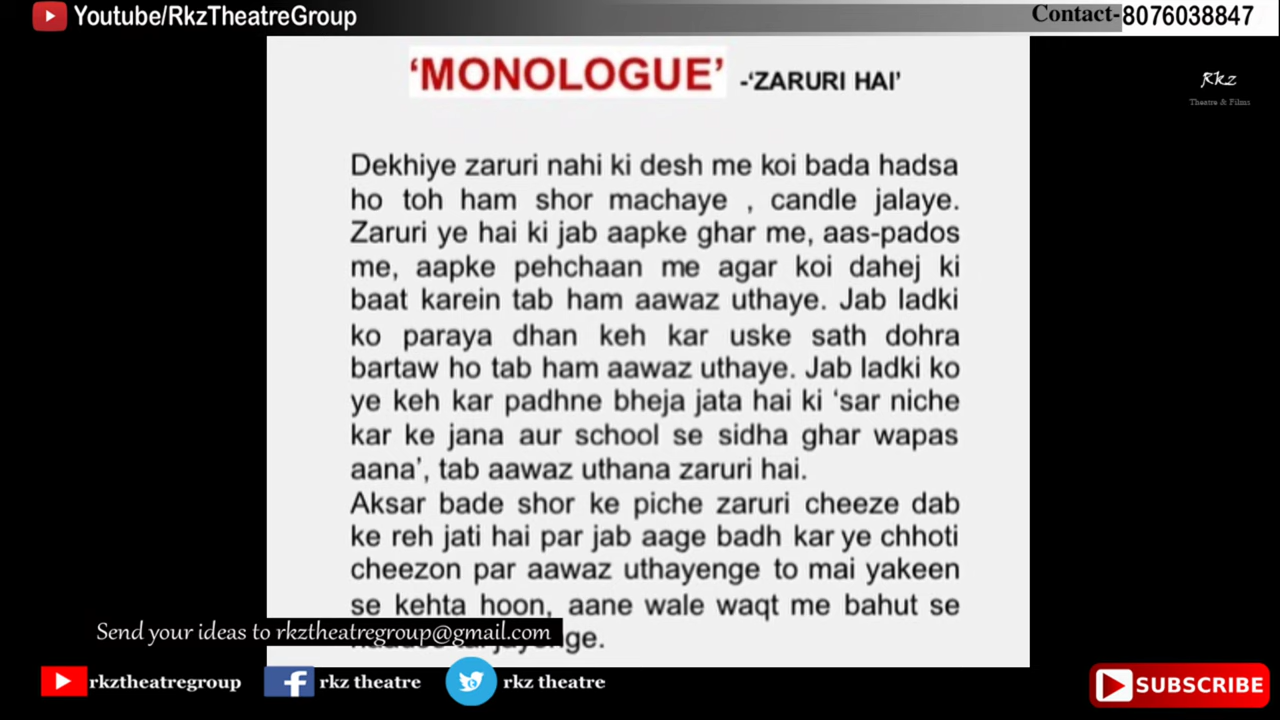 Youtube/RkzTheatreGroup
Contact-8076038847
Rkz
Theatre & Films
‘MONOLOGUE’ -‘ZARURI HAI’
Dekhiye zaruri nahi ki desh me koi bada hadsa
ho toh ham shor machaye , candle jalaye.
Zaruri ye hai ki jab aapke ghar me, aas-pados
me, aapke pehchaan me agar koi dahej ki
baat karein tab ham aawaz uthaye. Jab ladki
ko paraya dhan keh kar uske sath dohra
bartaw ho tab ham aawaz uthaye. Jab ladki ko
ye keh kar padhne bheja jata hai ki ‘sar niche
kar ke jana aur school se sidha ghar wapas
aana’, tab aawaz uthana zaruri hai.
Aksar bade shor ke piche zaruri cheeze dab
ke reh jati hai par jab aage badh kar ye chhoti
cheezon par aawaz uthayenge to mai yakeen
se kehta hoon, aane wale waqt me bahut se
Send your ideas to rkztheatregroup@gmail.com
rkztheatregroup
rkz theatre
rkz theatre
SUBSCRIBE